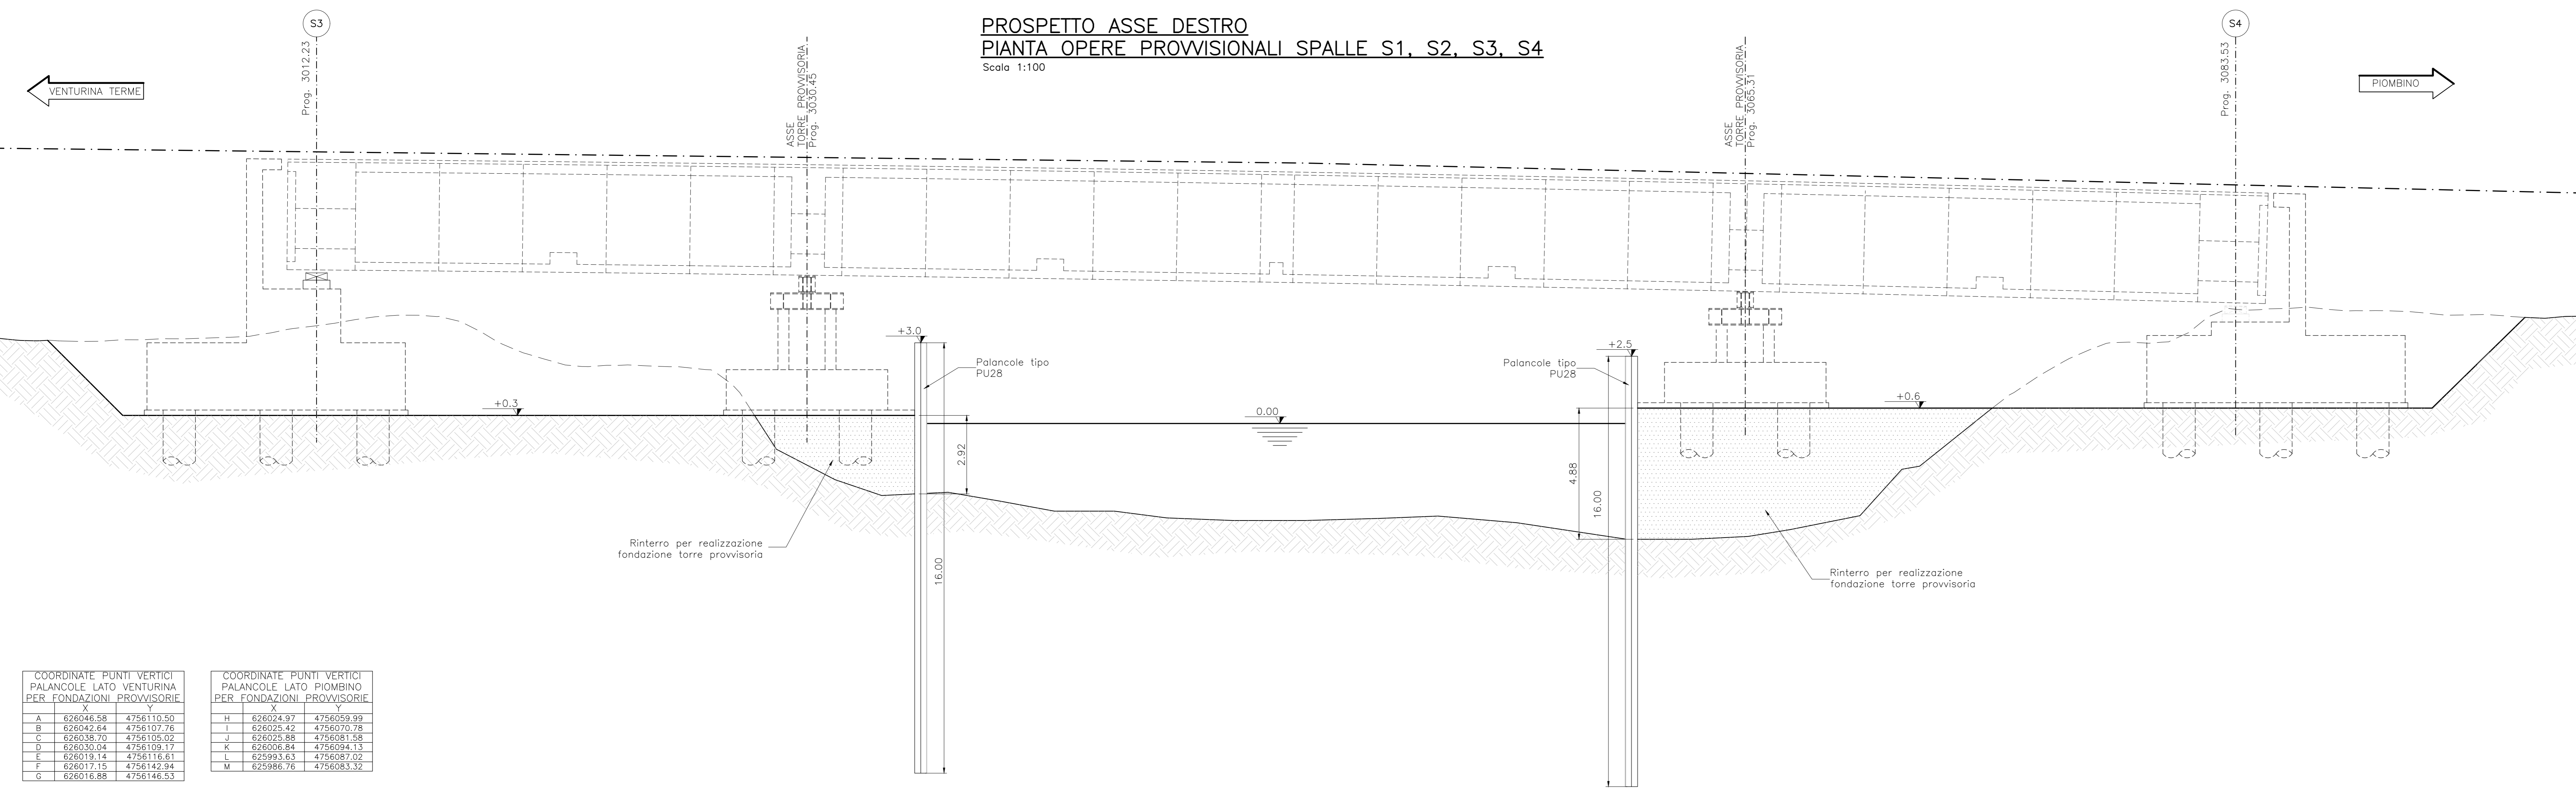 PROSPETTO ASSE DESTRO
PIANTA OPERE PROVVISIONALI SPALLE S1, S2, S3, S4
Scala 1:100
S3
Prog. 3012.23
VENTURINA TERME
ASSE
TORRE PROVVISORIA
Prog. 3030.45
ASSE
TORRE PROVVISORIA
Prog. 3065.31
S4
Prog. 3083.53
PIOMBINO
+3.0
Palancole tipo
PU28
+2.5
Palancole tipo
PU28
+0.3
0.00
+0.6
2.92
4.88
16.00
16.00
Rinterro per realizzazione
fondazione torre provvisoria
Rinterro per realizzazione
fondazione torre provvisoria
COORDINATE PUNTI VERTICI
PALANCOLE LATO VENTURINA
PER FONDAZIONI PROVVISORIE
X Y
A 626046.58 4756110.50
B 626042.64 4756107.76
C 626038.70 4756105.02
D 626030.04 4756109.17
E 626019.14 4756116.61
F 626017.15 4756142.94
G 626016.88 4756146.53
COORDINATE PUNTI VERTICI
PALANCOLE LATO PIOMBINO
PER FONDAZIONI PROVVISORIE
X Y
H 626024.97 4756059.99
I 626025.42 4756070.78
J 626025.88 4756081.58
K 626006.84 4756094.13
L 625993.63 4756087.02
M 625986.76 4756083.32